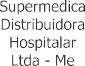 Supermedica
Distribuidora
Hospitalar
Ltda - Me